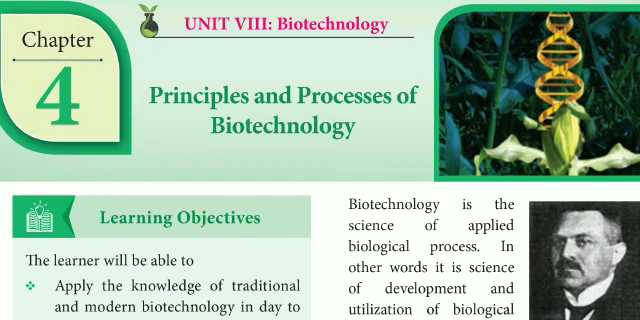 Chapter
4
UNIT VIII: Biotechnology
Principles and Processes of
Biotechnology
Learning Objectives
The learner will be able to
Apply the knowledge of traditional
and modern biotechnology in day to
Biotechnology is the
science of applied
biological process. In
other words it is science
of development and
utilization of biological